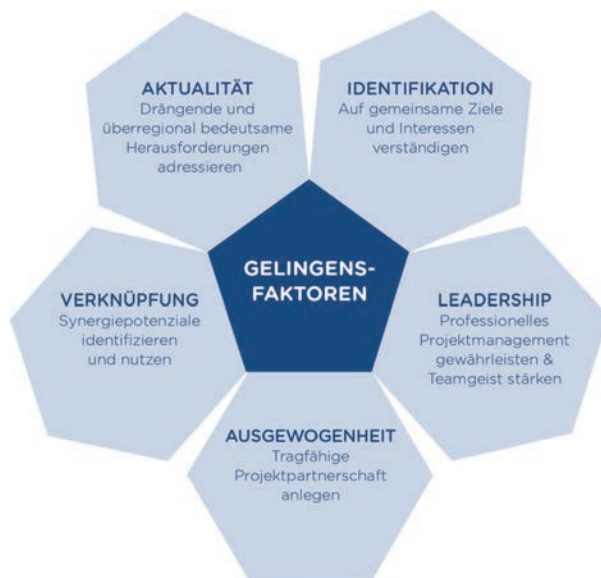 AKTUALITÄT
Drängende und
überregional bedeutsame
Herausforderungen
adressieren
IDENTIFIKATION
Auf gemeinsame Ziele
und Interessen
verständigen
GELINGENS-
FAKTOREN
VERKNÜPFUNG
Synergiepotenziale
identifizieren
und nutzen
LEADERSHIP
Professionelles
Projektmanagement
gewährleisten &
Teamgeist stärken
AUSGEWOGENHEIT
Tragfähige
Projektpartnerschaft
anlegen